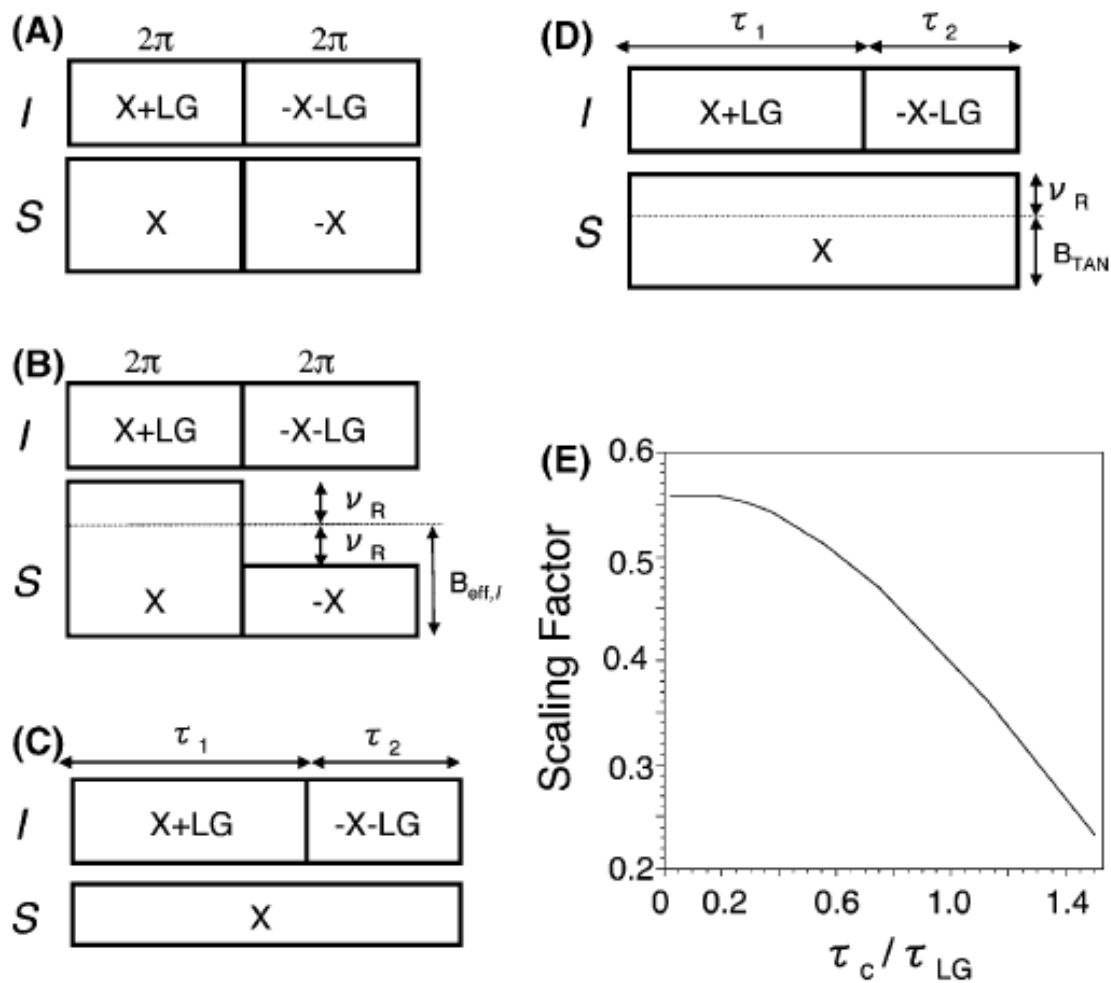 (A)
2π 2π
I X+LG -X-LG
S X -X
(B)
2π 2π
I X+LG -X-LG
ν R
ν R
B eff,I
S X -X
(C)
τ 1 τ 2
I X+LG -X-LG
S X
(D)
τ 1 τ 2
I X+LG -X-LG
ν R
S X B TAN
(E)
Scaling Factor
0.6
0.5
0.4
0.3
0.2
0 0.2 0.6 1.0 1.4
τ c / τ LG